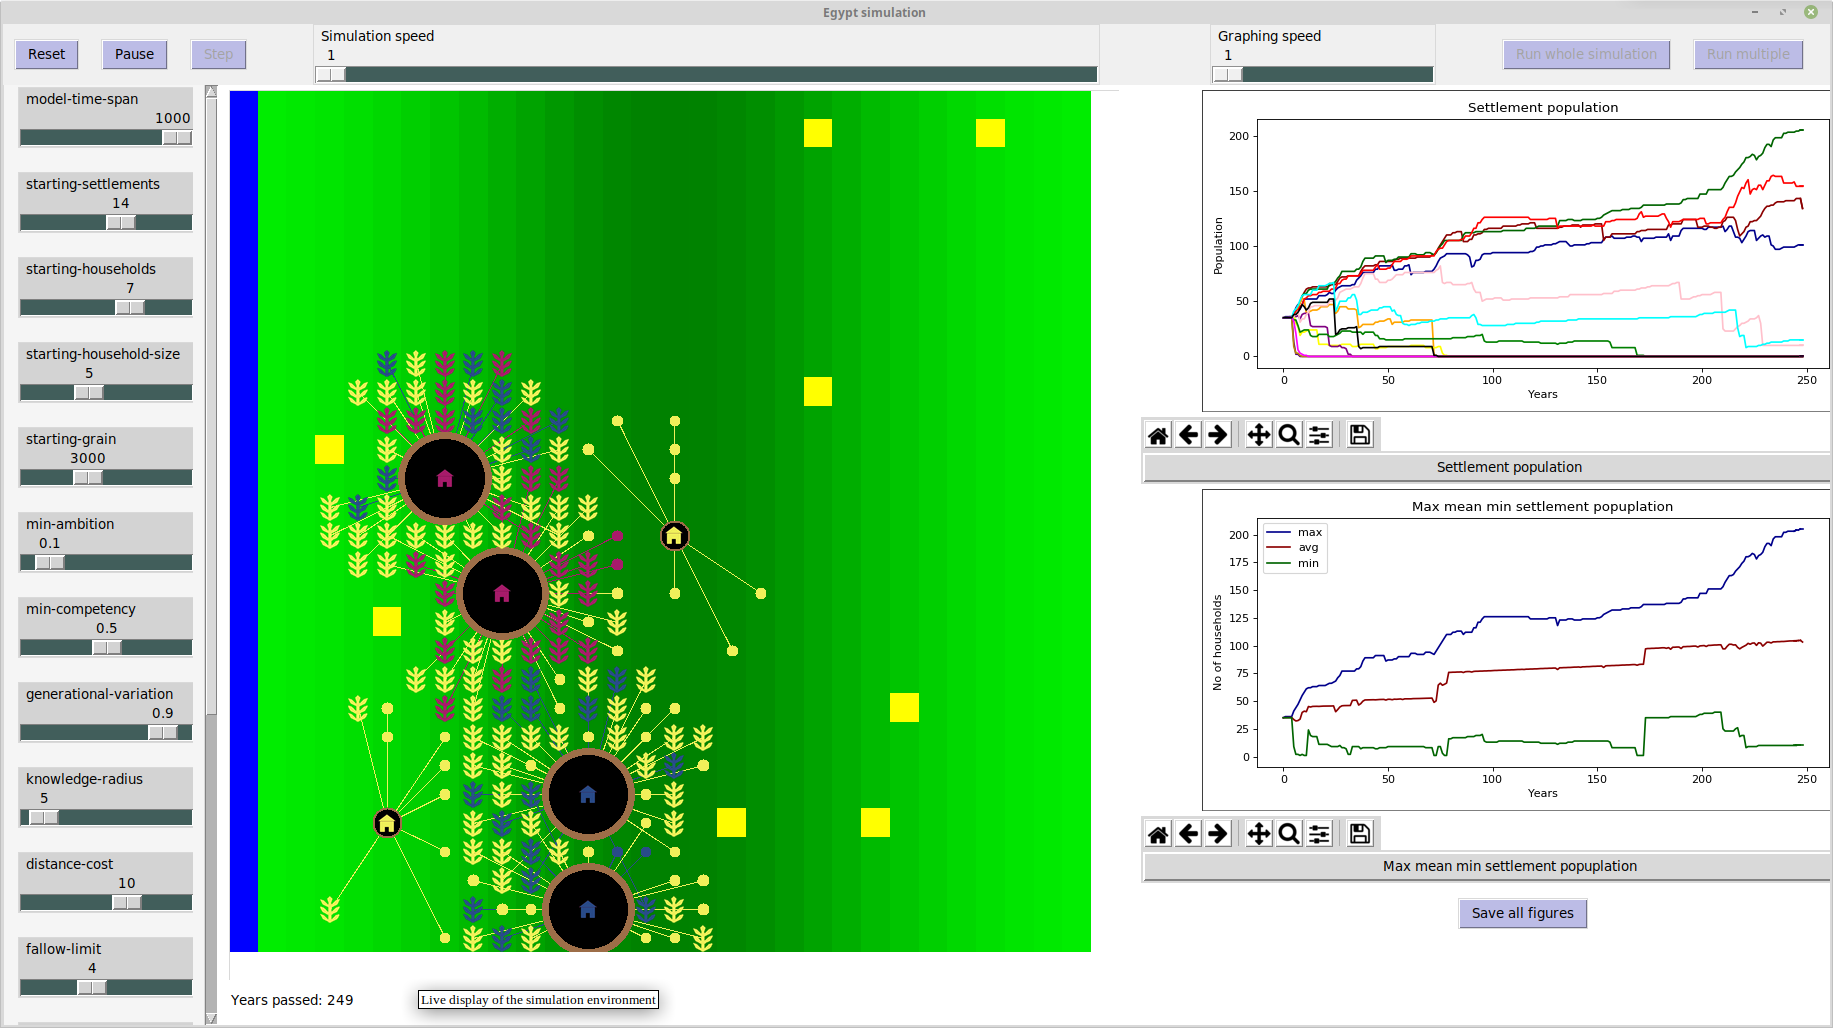 Egypt simulation
Reset
Pause
Step
Simulation speed
1
Graphing speed
1
Run whole simulation
Run multiple
model-time-span
1000
starting-settlements
14
starting-households
7
starting-household-size
5
starting-grain
3000
min-ambition
0.1
min-competency
0.5
generational-variation
0.9
knowledge-radius
5
distance-cost
10
fallow-limit
4
Years passed: 249
Live display of the simulation environment
Settlement population
Population
200
150
100
50
0
0 50 100 150 200 250
Years
Settlement population
Max mean min settlement popuplation
No of households
200
175
150
125
100
75
50
25
0
max
avg
min
0 50 100 150 200 250
Years
Max mean min settlement popuplation
Save all figures